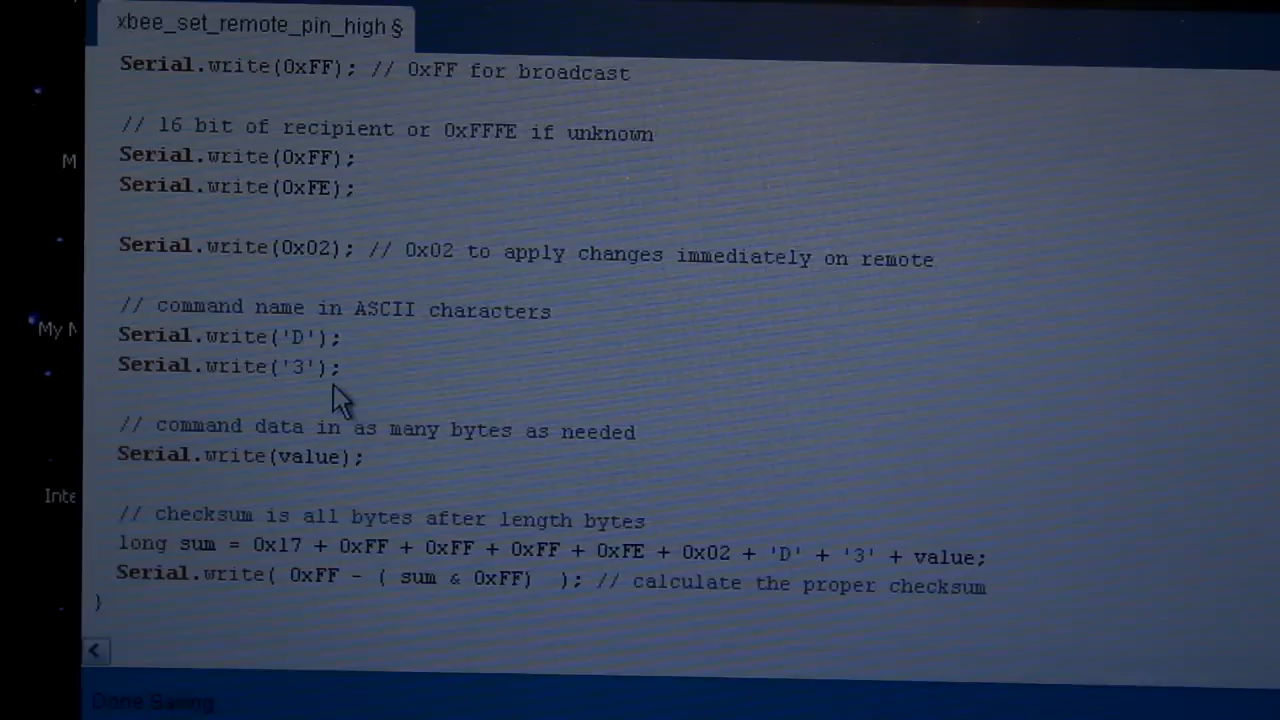 xbee_set_remote_pin_high §
Serial.write(0xFF); // 0xFF for broadcast
// 16 bit of recipient or 0xFFFE if unknown
Serial.write(0xFF);
Serial.write(0xFE);
Serial.write(0x02); // 0x02 to apply changes immediately on remote
// command name in ASCII characters
Serial.write('D');
Serial.write('3');
// command data in as many bytes as needed
Serial.write(value);
// checksum is all bytes after length bytes
long sum = 0x17 + 0xFF + 0xFF + 0xFF + 0xFE + 0x02 + 'D' + '3' + value;
Serial.write( 0xFF - ( sum & 0xFF) ); // calculate the proper checksum
}
Done Saving
M
My N
Inte